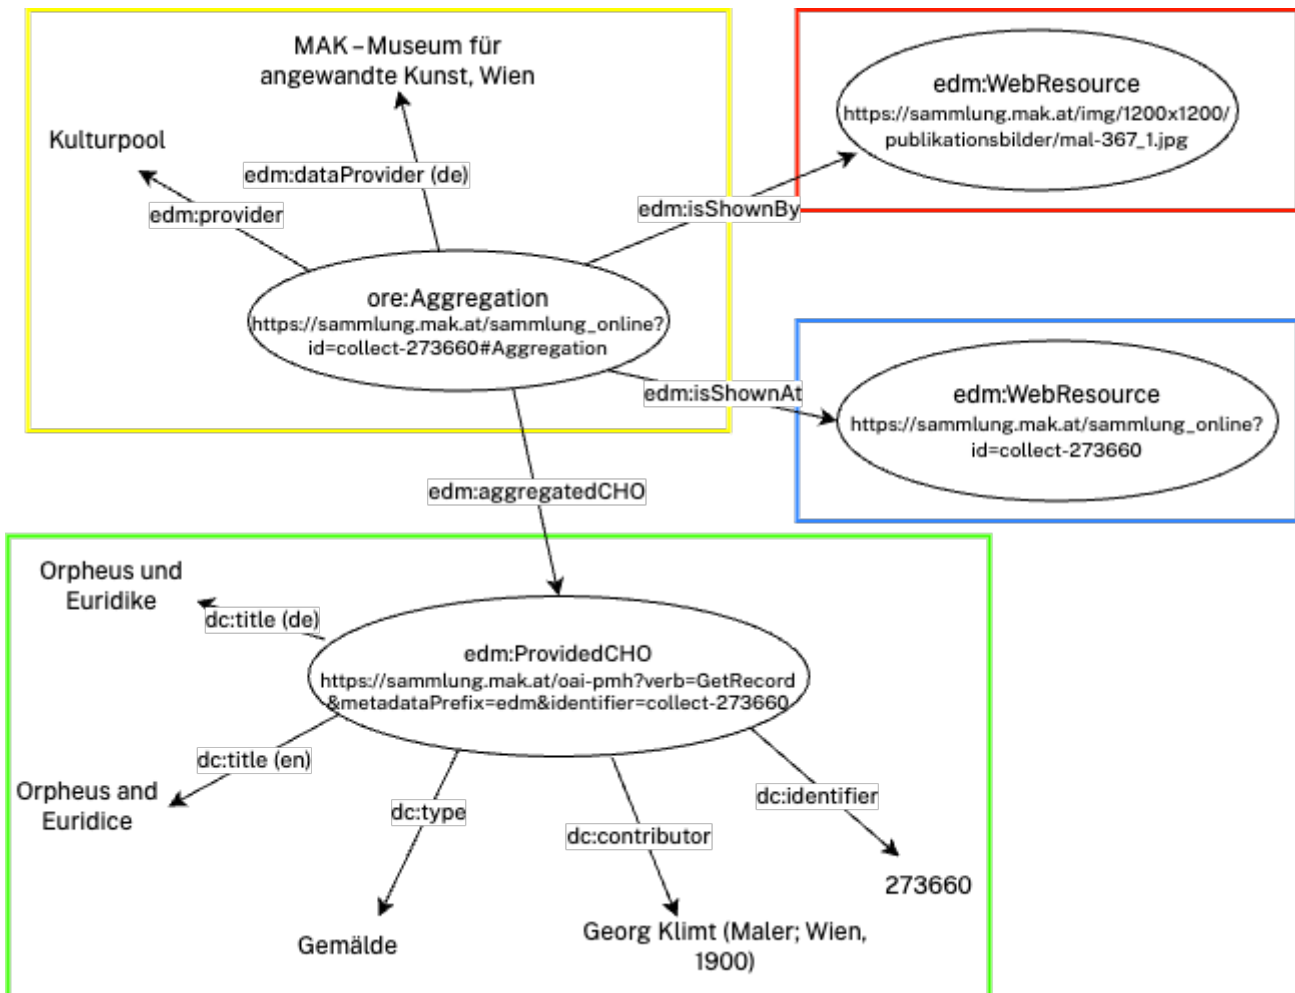 MAK – Museum für
angewandte Kunst, Wien
Kulturpool
edm:dataProvider (de)
edm:provider
edm:isShownBy
edm:WebResource
https://sammlung.mak.at/img/1200x1200/
publikationsbilder/mal-367_1.jpg
ore:Aggregation
https://sammlung.mak.at/sammlung_online?
id=collect-273660#Aggregation
edm:isShownAt
edm:WebResource
https://sammlung.mak.at/sammlung_online?
id=collect-273660
edm:aggregatedCHO
Orpheus und
Euridike
dc:title (de)
edm:ProvidedCHO
https://sammlung.mak.at/oai-pmh?verb=GetRecord
&metadataPrefix=edm&identifier=collect-273660
dc:title (en)
Orpheus and
Euridice
dc:type
dc:contributor
dc:identifier
273660
Gemälde
Georg Klimt (Maler; Wien,
1900)